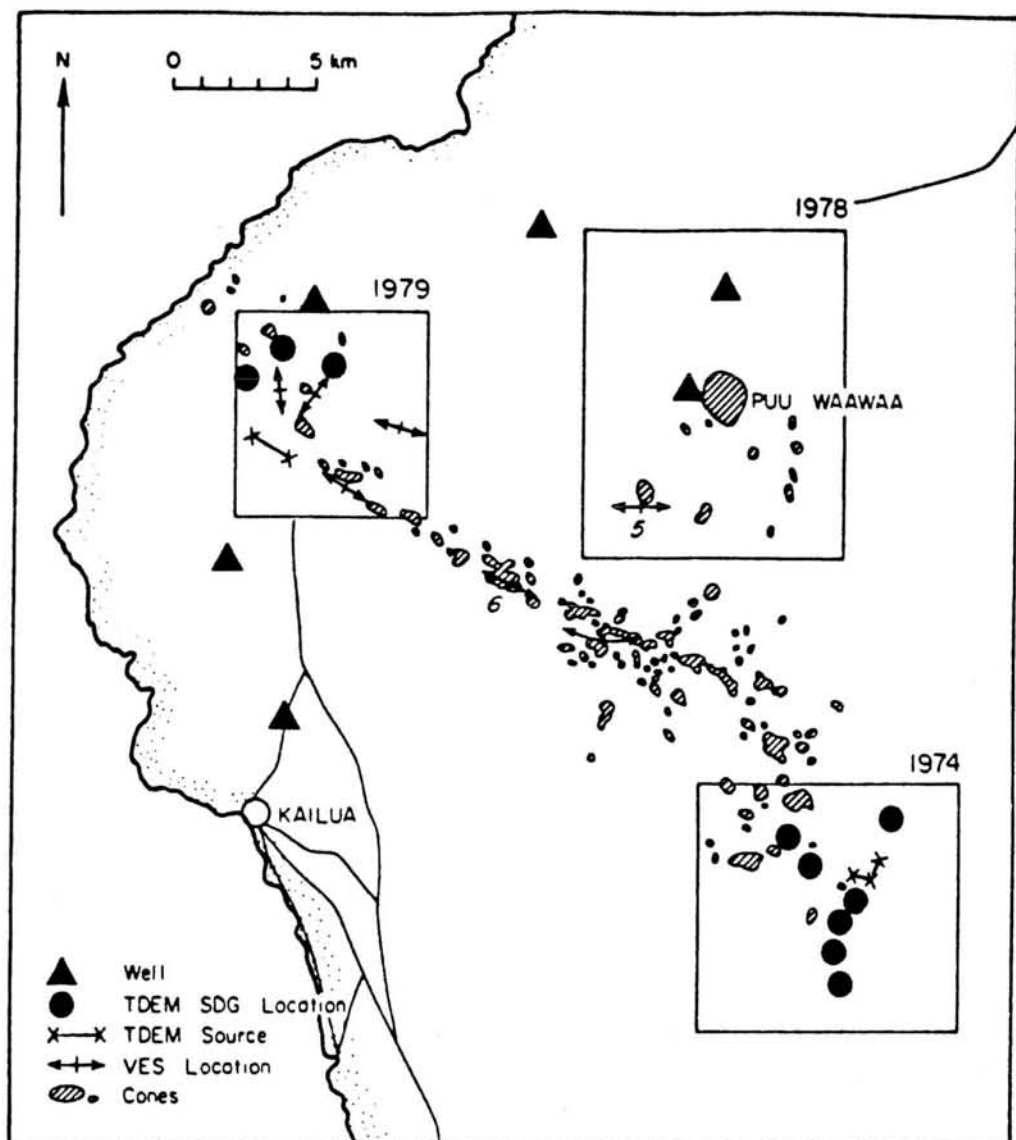 N
0 5 km
1978
1979
PUU WAAWAA
5
6
1974
KAILUA
Well
TDEM SDG Location
TDEM Source
VES Location
Cones